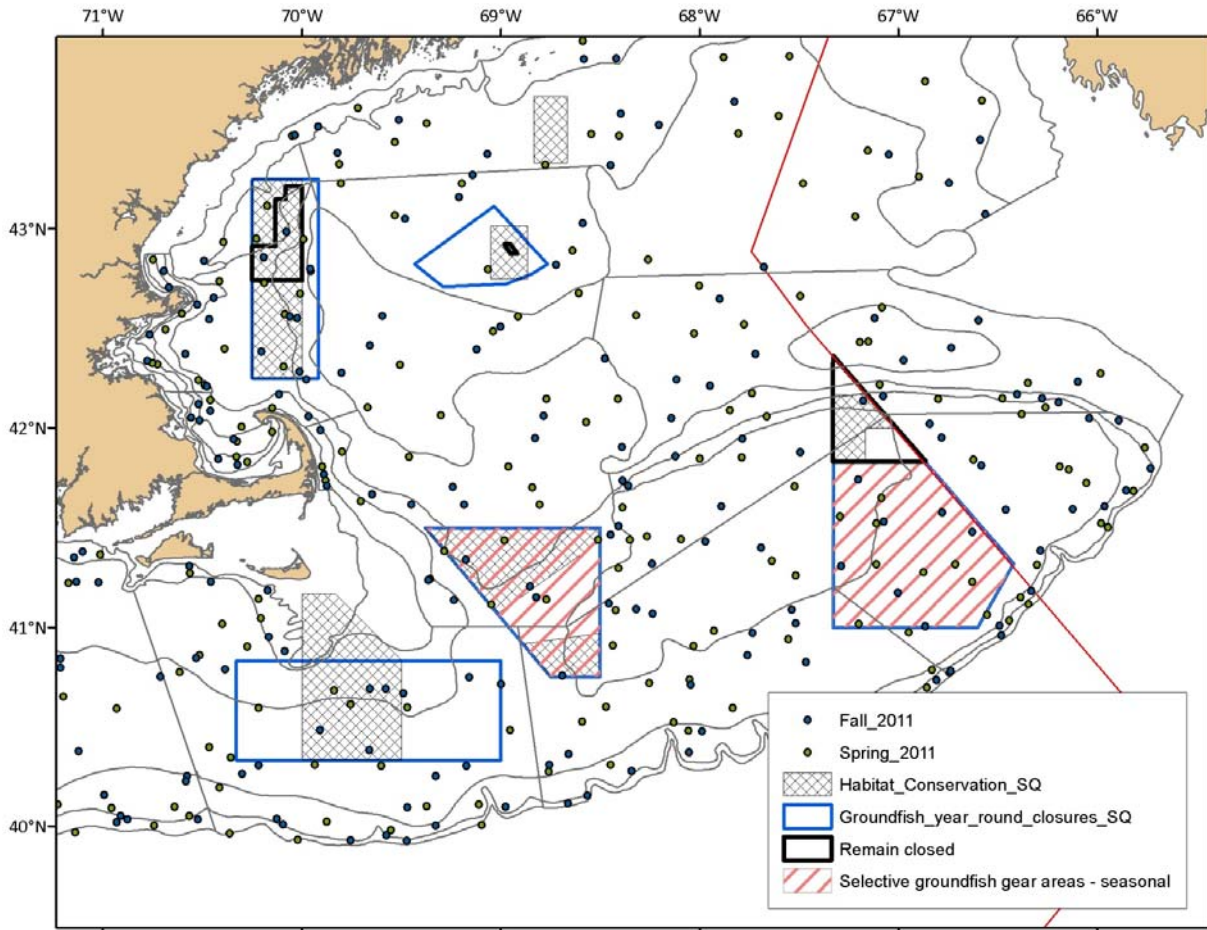 71°W 70°W 69°W 68°W 67°W 66°W
43°N
42°N
41°N
40°N
Fall_2011
Spring_2011
Habitat_Conservation_SQ
Groundfish_year_round_closures_SQ
Remain closed
Selective groundfish gear areas - seasonal